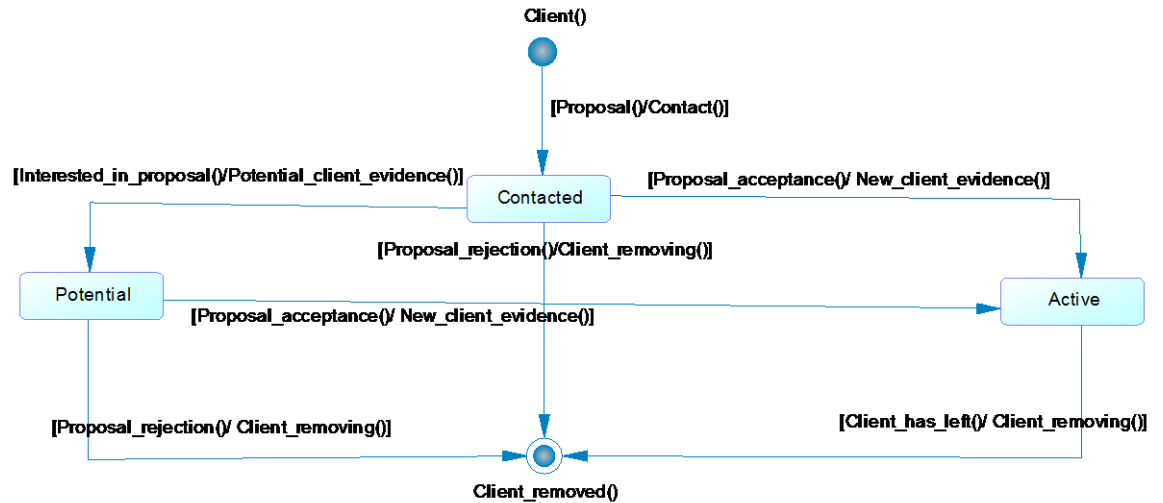 Client()
[Proposal()/Contact()]
[Interested_in_proposal()/Potential_client_evidence()]
[Proposal_acceptance()/ New_client_evidence()]
Contacted
[Proposal_rejection()/Client_removing()]
Potential
Active
[Proposal_acceptance()/ New_client_evidence()]
[Proposal_rejection()/ Client_removing()]
[Client_has_left()/ Client_removing()]
Client_removed()